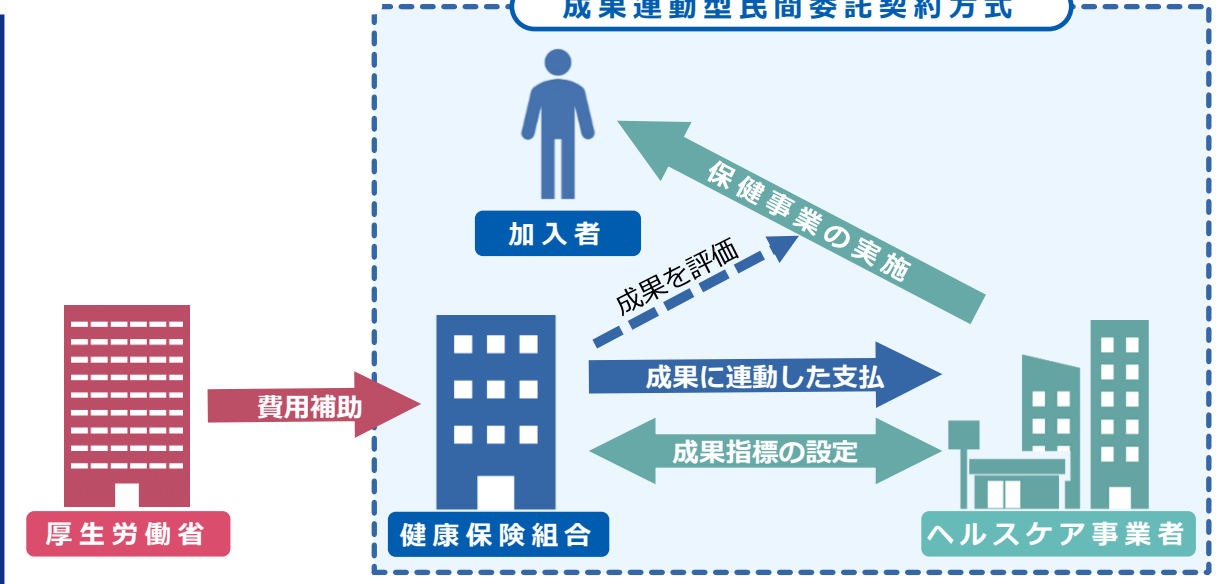 成果連動型民間委託契約方式
保健事業の実施
加入者
成果を評価
成果に連動した支払
費用補助
成果指標の設定
厚生労働省
健康保険組合
ヘルスケア事業者